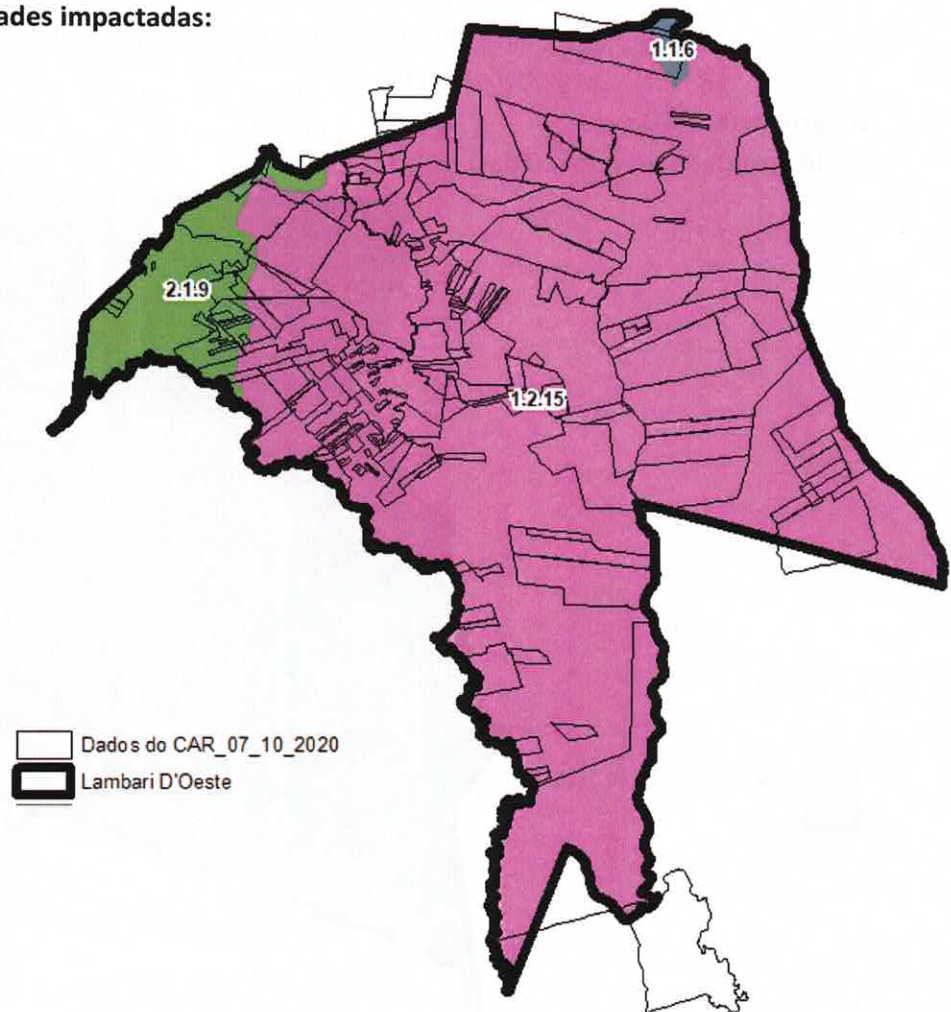 ades impactadas:
1.1.6
2.1.9
1.2.15
Dados do CAR_07_10_2020
Lambari D'Oeste